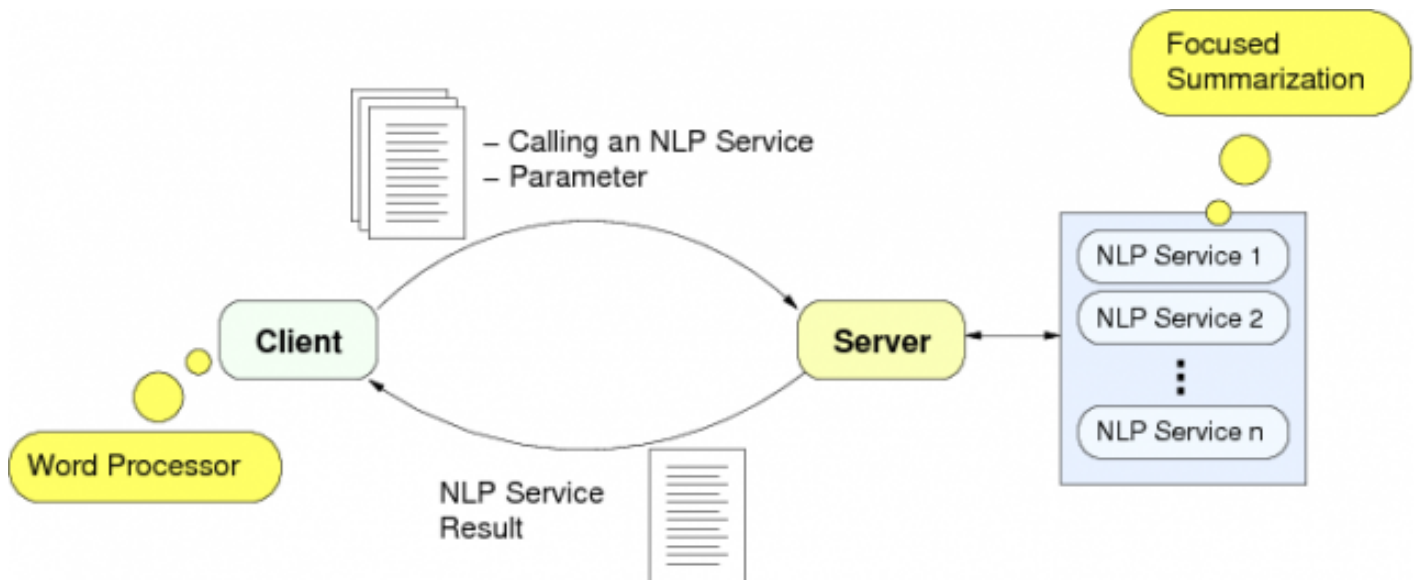 Focused
Summarization
– Calling an NLP Service
– Parameter
NLP Service 1
NLP Service 2
NLP Service n
Client
Server
Word Processor
NLP Service
Result